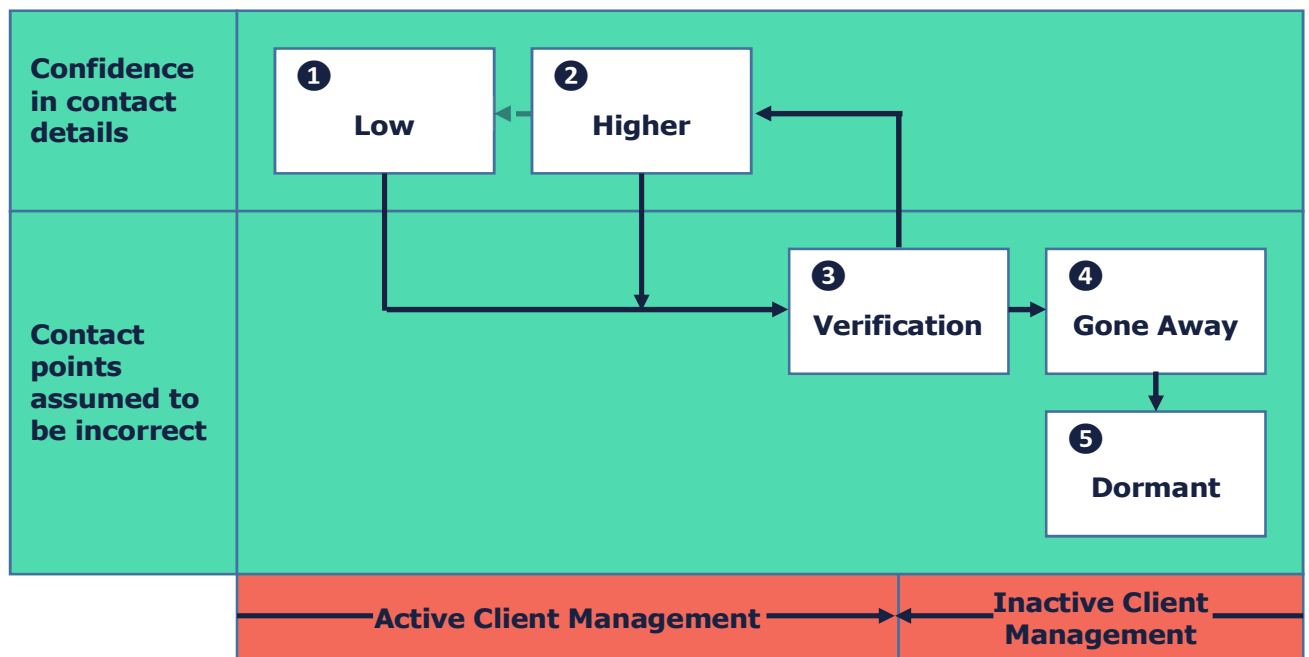 Confidence
in contact
details
1
Low
2
Higher
Contact
points
assumed to
be incorrect
3
Verification
4
Gone Away
5
Dormant
Active Client Management
Inactive Client
Management